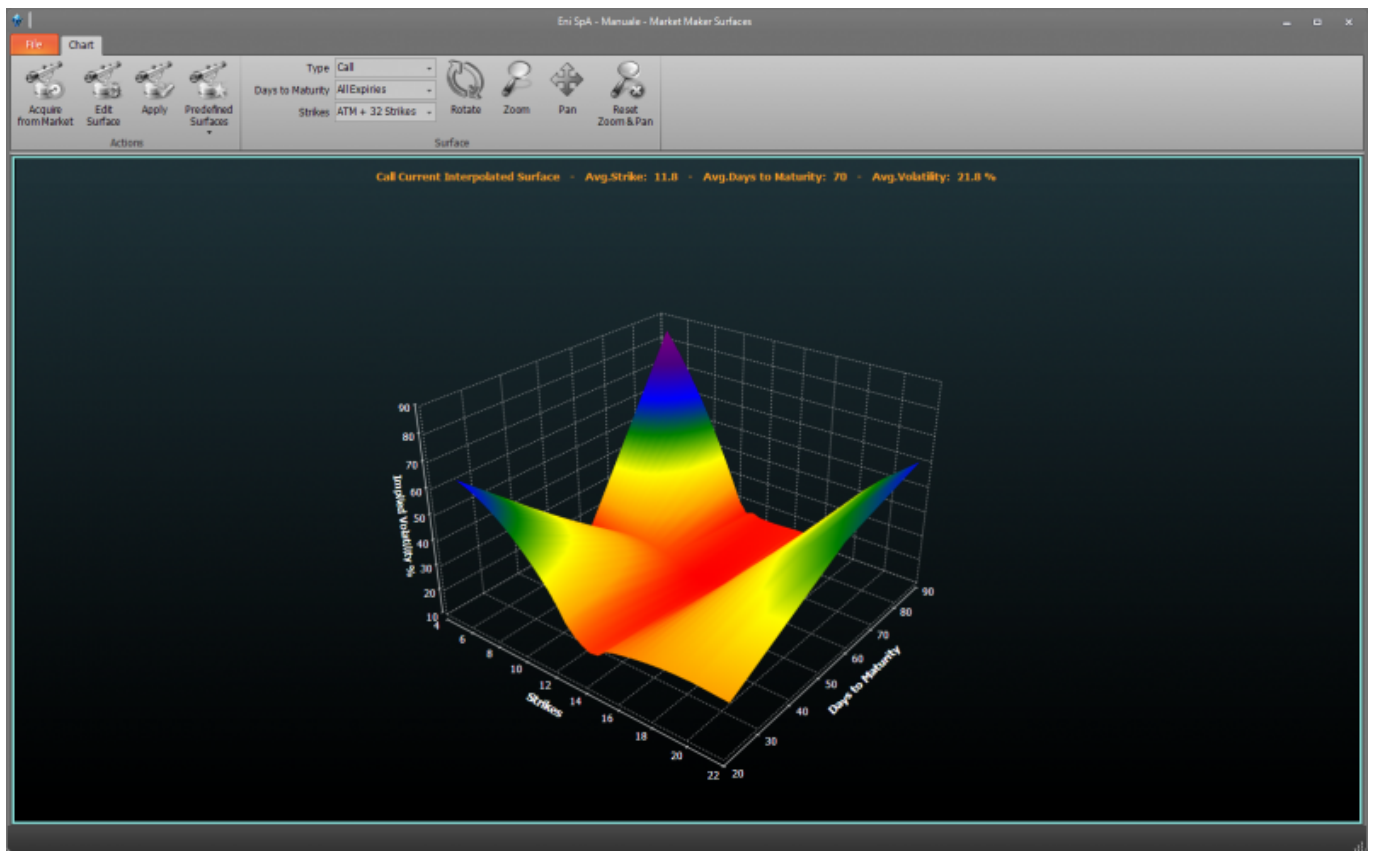 Eni SpA - Manuale - Market Maker Surfaces
File Chart
Acquire from Market
Edit Surface
Apply
Predefined Surfaces
Actions
Type Call
Days to Maturity All Expiries
Strikes ATM + 32 Strikes
Rotate
Zoom
Pan
Reset Zoom & Pan
Surface
Call Current Interpolated Surface - Avg.Strike: 11.8 - Avg.Days to Maturity: 70 - Avg.Volatility: 21.8 %
Implied Volatility %
90
80
70
60
50
40
30
20
10
Strikes
4
6
8
10
12
14
16
18
20
22
Days to Maturity
20
30
40
50
60
70
80
90